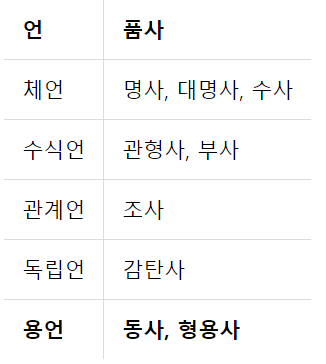 언 품사
체언 명사, 대명사, 수사
수식언 관형사, 부사
관계언 조사
독립언 감탄사
용언 동사, 형용사